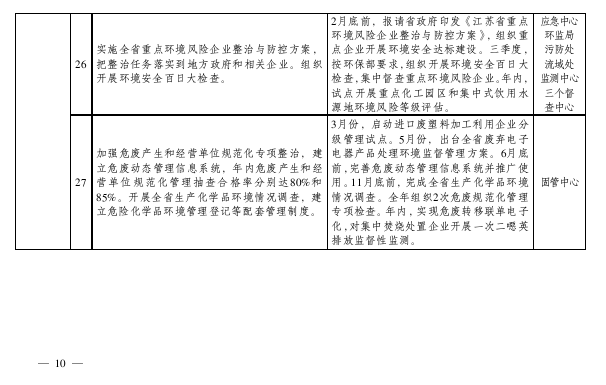 26
实施全省重点环境风险企业整治与防控方案，
把整治任务落实到地方政府和相关企业。组织
开展环境安全百日大检查。
2月底前，报请省政府印发《江苏省重点
环境风险企业整治与防控方案》，组织重
点企业开展环境安全达标建设。三季度，
按环保部要求，组织开展环境安全百日大
检查，集中督查重点环境风险企业。年内，
试点开展重点化工园区和集中式饮用水
源地环境风险等级评估。
应急中心
环监局
污防处
流域处
监测中心
三个督
查中心
27
加强危废产生和经营单位规范化专项整治，建
立危废动态管理信息系统，年内危废产生和经
营单位规范化管理抽查合格率分别达80%和
85%。开展全省生产化学品环境情况调查，建
立危险化学品环境管理登记等配套管理制度。
3月份，启动进口废塑料加工利用企业分
级管理试点。5月份，出台全省废弃电子
电器产品处理环境监督管理方案。6月底
前，完善危废动态管理信息系统并推广使
用。11月底前，完成全省生产化学品环境
情况调查。全年组织2次危废规范化管理
专项检查。年内，实现危废转移联单电子
化，对集中焚烧处置企业开展一次二噁英
排放监督性监测。
固管中心
— 10 —